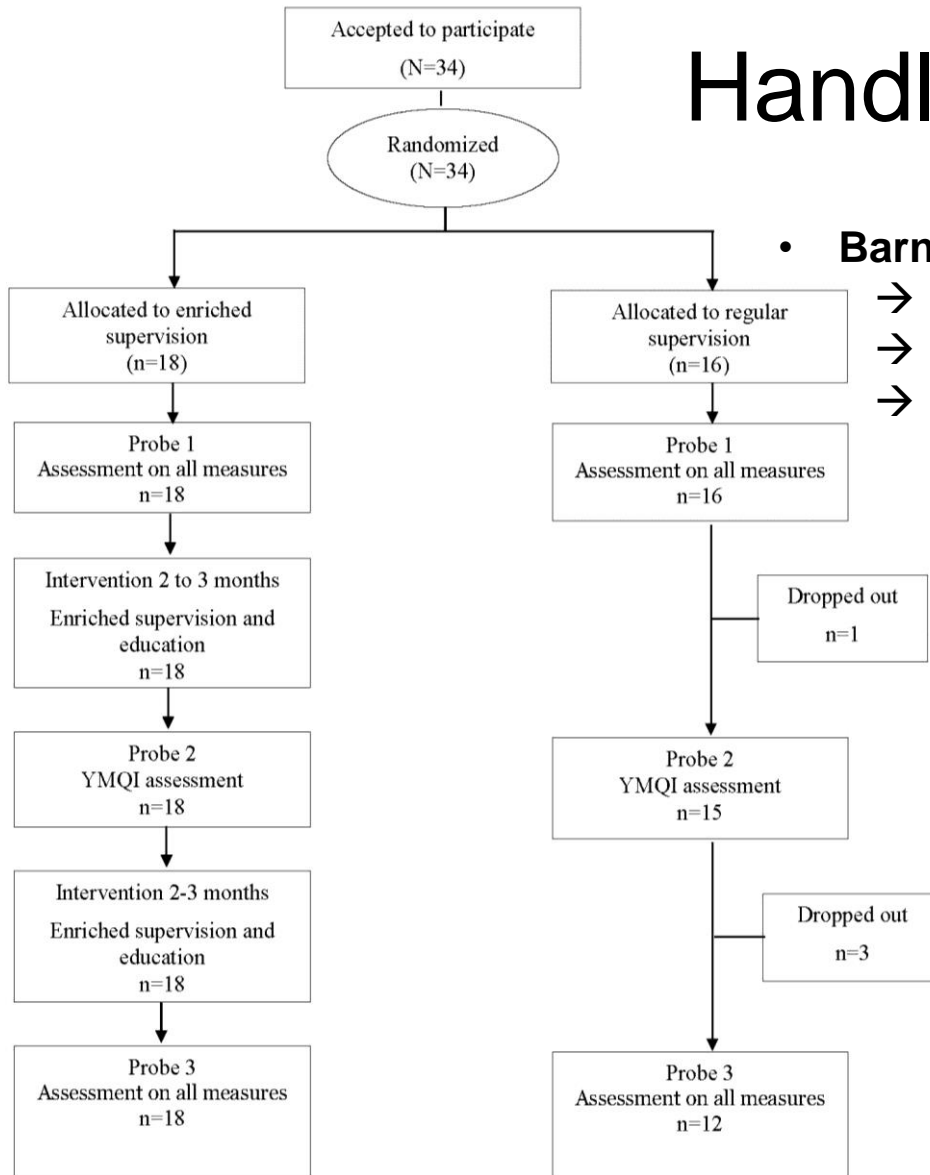 Accepted to participate
(N=34)
Handl
Randomized
(N=34)
• Barn
→
→
→
Allocated to enriched
supervision
(n=18)
Allocated to regular
supervision
(n=16)
Probe 1
Assessment on all measures
n=18
Probe 1
Assessment on all measures
n=16
Intervention 2 to 3 months
Enriched supervision and
education
n=18
Dropped out
n=1
Probe 2
YMQI assessment
n=18
Probe 2
YMQI assessment
n=15
Intervention 2-3 months
Enriched supervision and
education
n=18
Dropped out
n=3
Probe 3
Assessment on all measures
n=18
Probe 3
Assessment on all measures
n=12